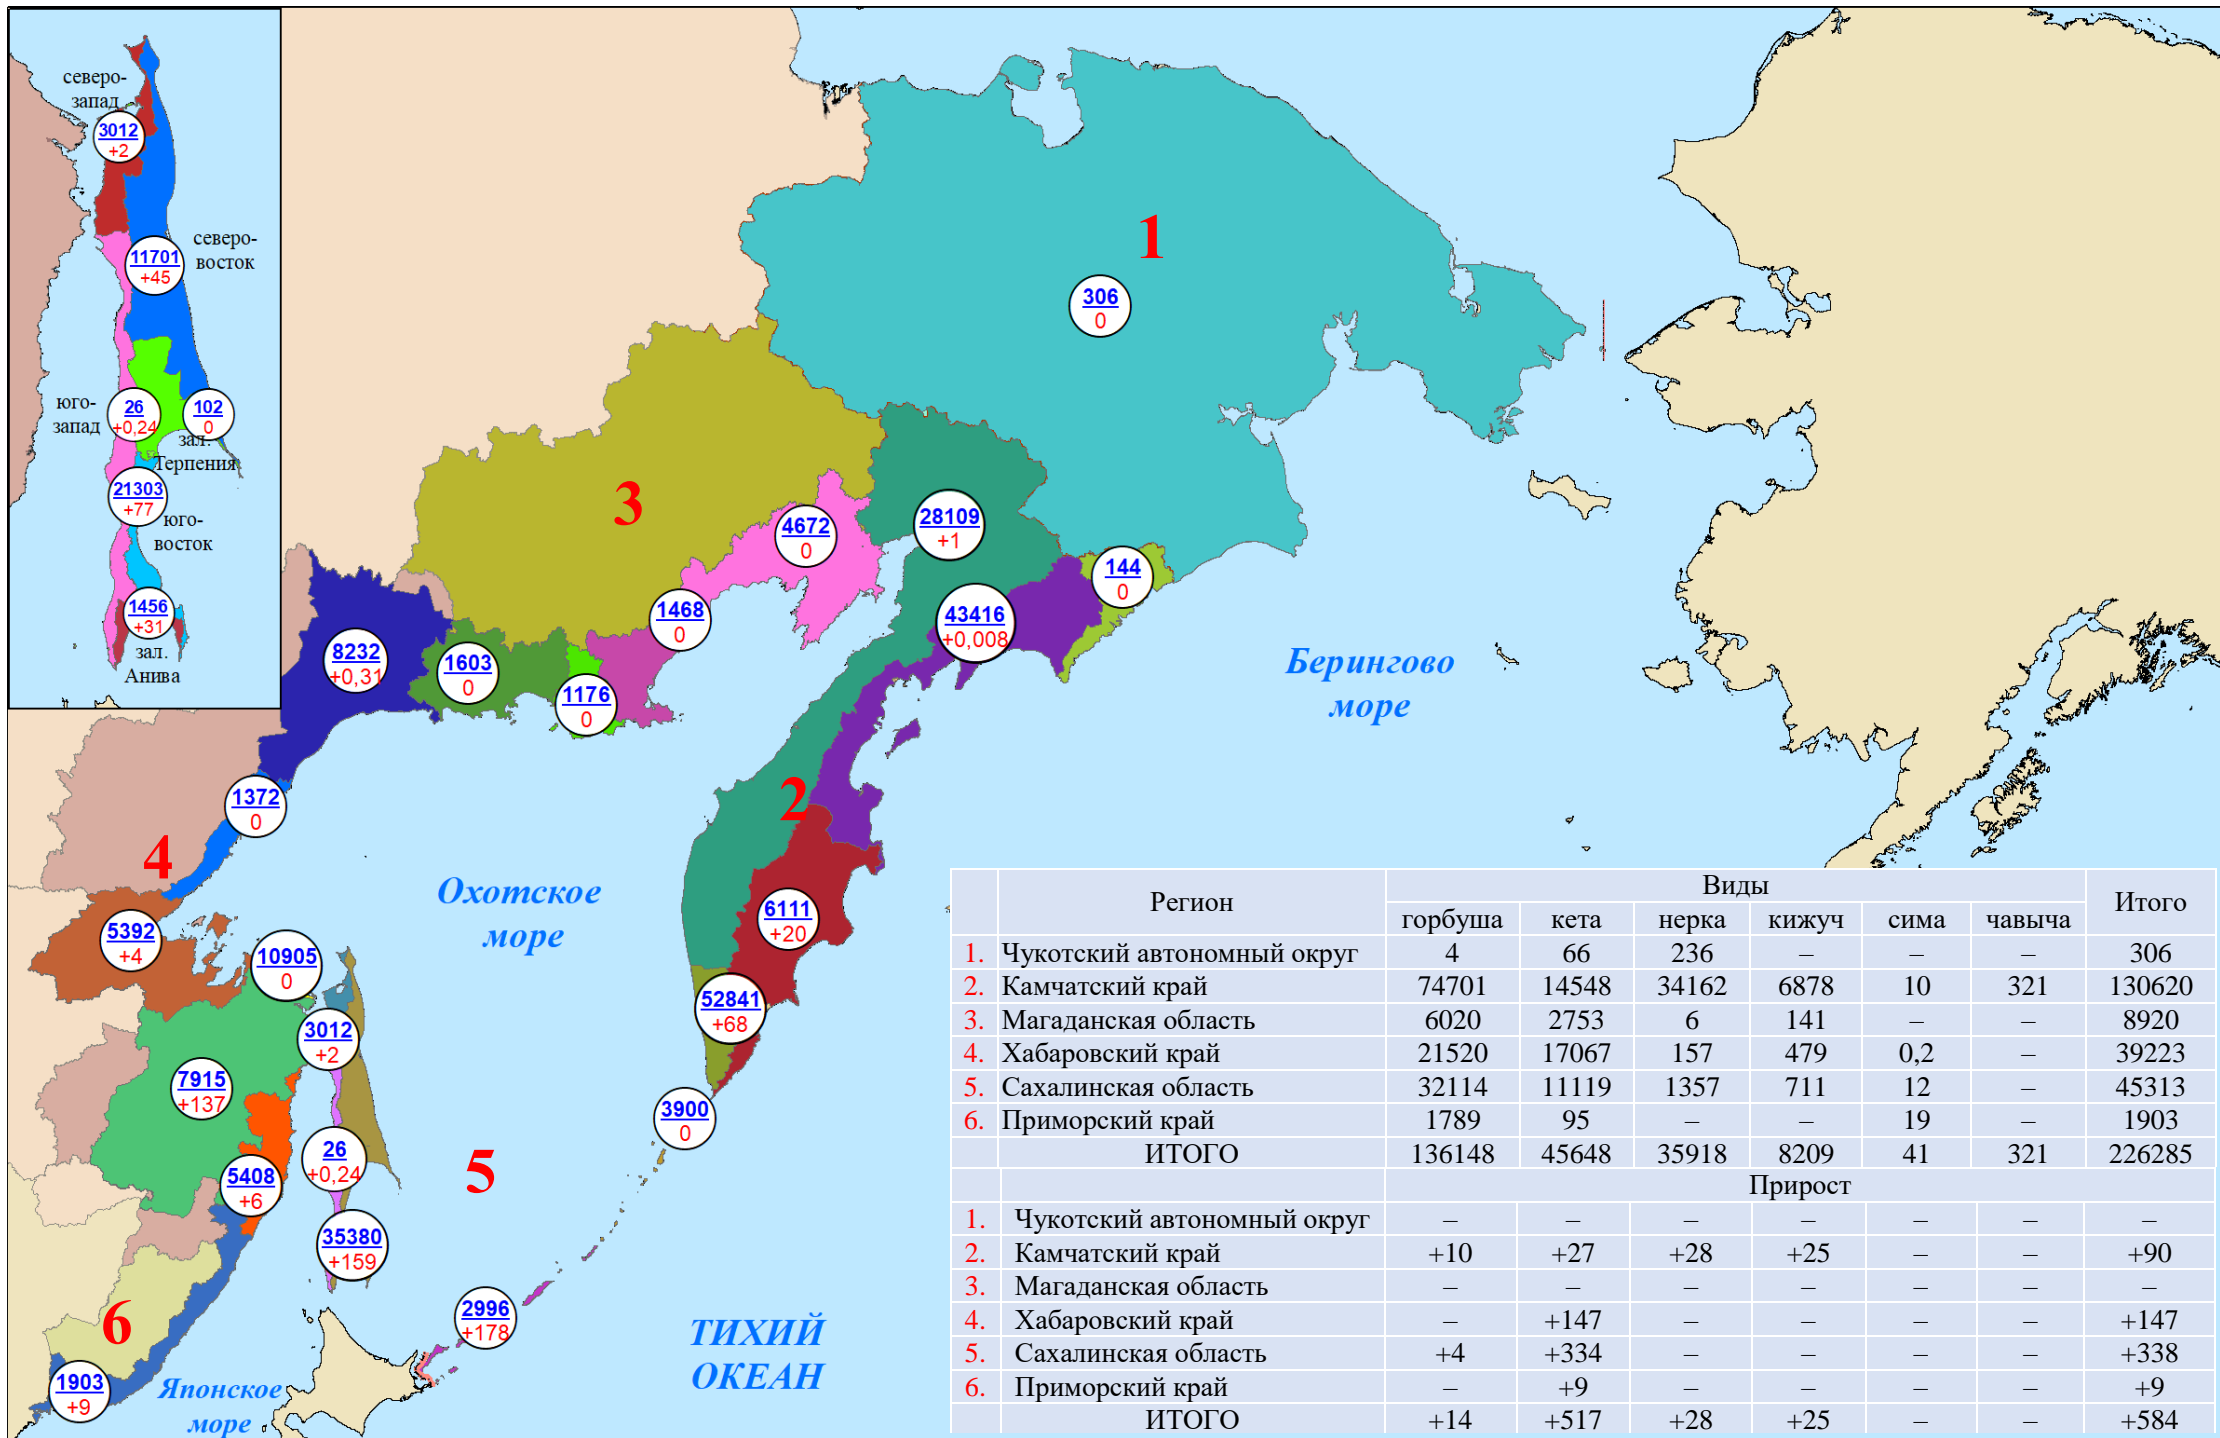 северо-
запад
3012
+2
северо-
восток
11701
+45
юго-
запад
26
+0,24
102
0
зал.
Терпения
21303
+77
юго-
восток
1456
+31
зал.
Анива
1
306
0
3
4672
0
28109
+1
144
0
1468
0
43416
+0,008
8232
+0,31
1603
0
1176
0
Берингово
море
1372
0
2
4
Охотское
море
6111
+20
5392
+4
10905
0
52841
+68
3012
+2
7915
+137
3900
0
26
+0,24
5
5408
+6
35380
+159
2996
+178
6
ТИХИЙ
ОКЕАН
1903
+9
Японское
море
Регион Виды Итого
горбуша кета нерка кижуч сима чавыча
1. Чукотский автономный округ 4 66 236 – – – 306
2. Камчатский край 74701 14548 34162 6878 10 321 130620
3. Магаданская область 6020 2753 6 141 – – 8920
4. Хабаровский край 21520 17067 157 479 0,2 – 39223
5. Сахалинская область 32114 11119 1357 711 12 – 45313
6. Приморский край 1789 95 – – 19 – 1903
ИТОГО 136148 45648 35918 8209 41 321 226285
Прирост
1. Чукотский автономный округ – – – – – – –
2. Камчатский край +10 +27 +28 +25 – – +90
3. Магаданская область – – – – – – –
4. Хабаровский край – +147 – – – – +147
5. Сахалинская область +4 +334 – – – – +338
6. Приморский край – +9 – – – – +9
ИТОГО +14 +517 +28 +25 – – +584